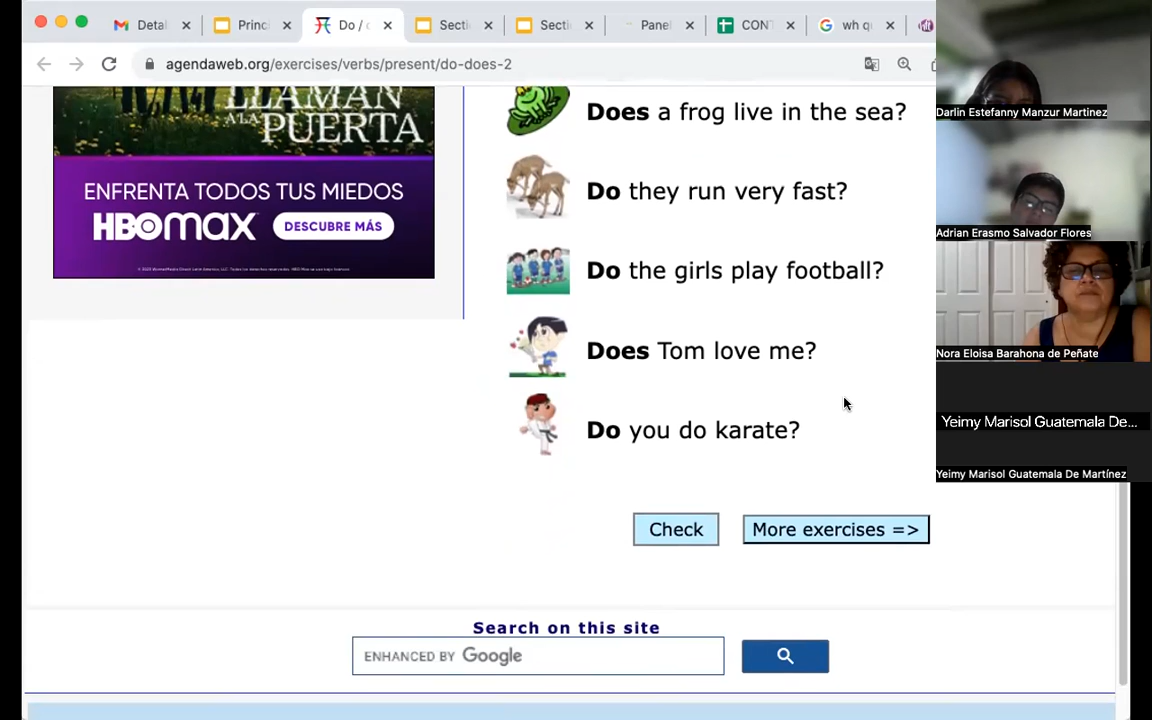 Detai
Princ
Do / d
Secti
Secti
Panel
CONT
wh qu
agendaweb.org/exercises/verbs/present/do-does-2
LLAMAN
A LA
PUERTA
ENFRENTA TODOS TUS MIEDOS
HBOMAX
DESCUBRE MÁS
Does a frog live in the sea?
Do they run very fast?
Do the girls play football?
Does Tom love me?
Do you do karate?
Check
More exercises =>
Search on this site
ENHANCED BY Google
Darlin Estefanny Manzur Martinez
Adrian Erasmo Salvador Flores
Nora Eloisa Barahona de Peñate
Yeimy Marisol Guatemala De...
Yeimy Marisol Guatemala De Martínez